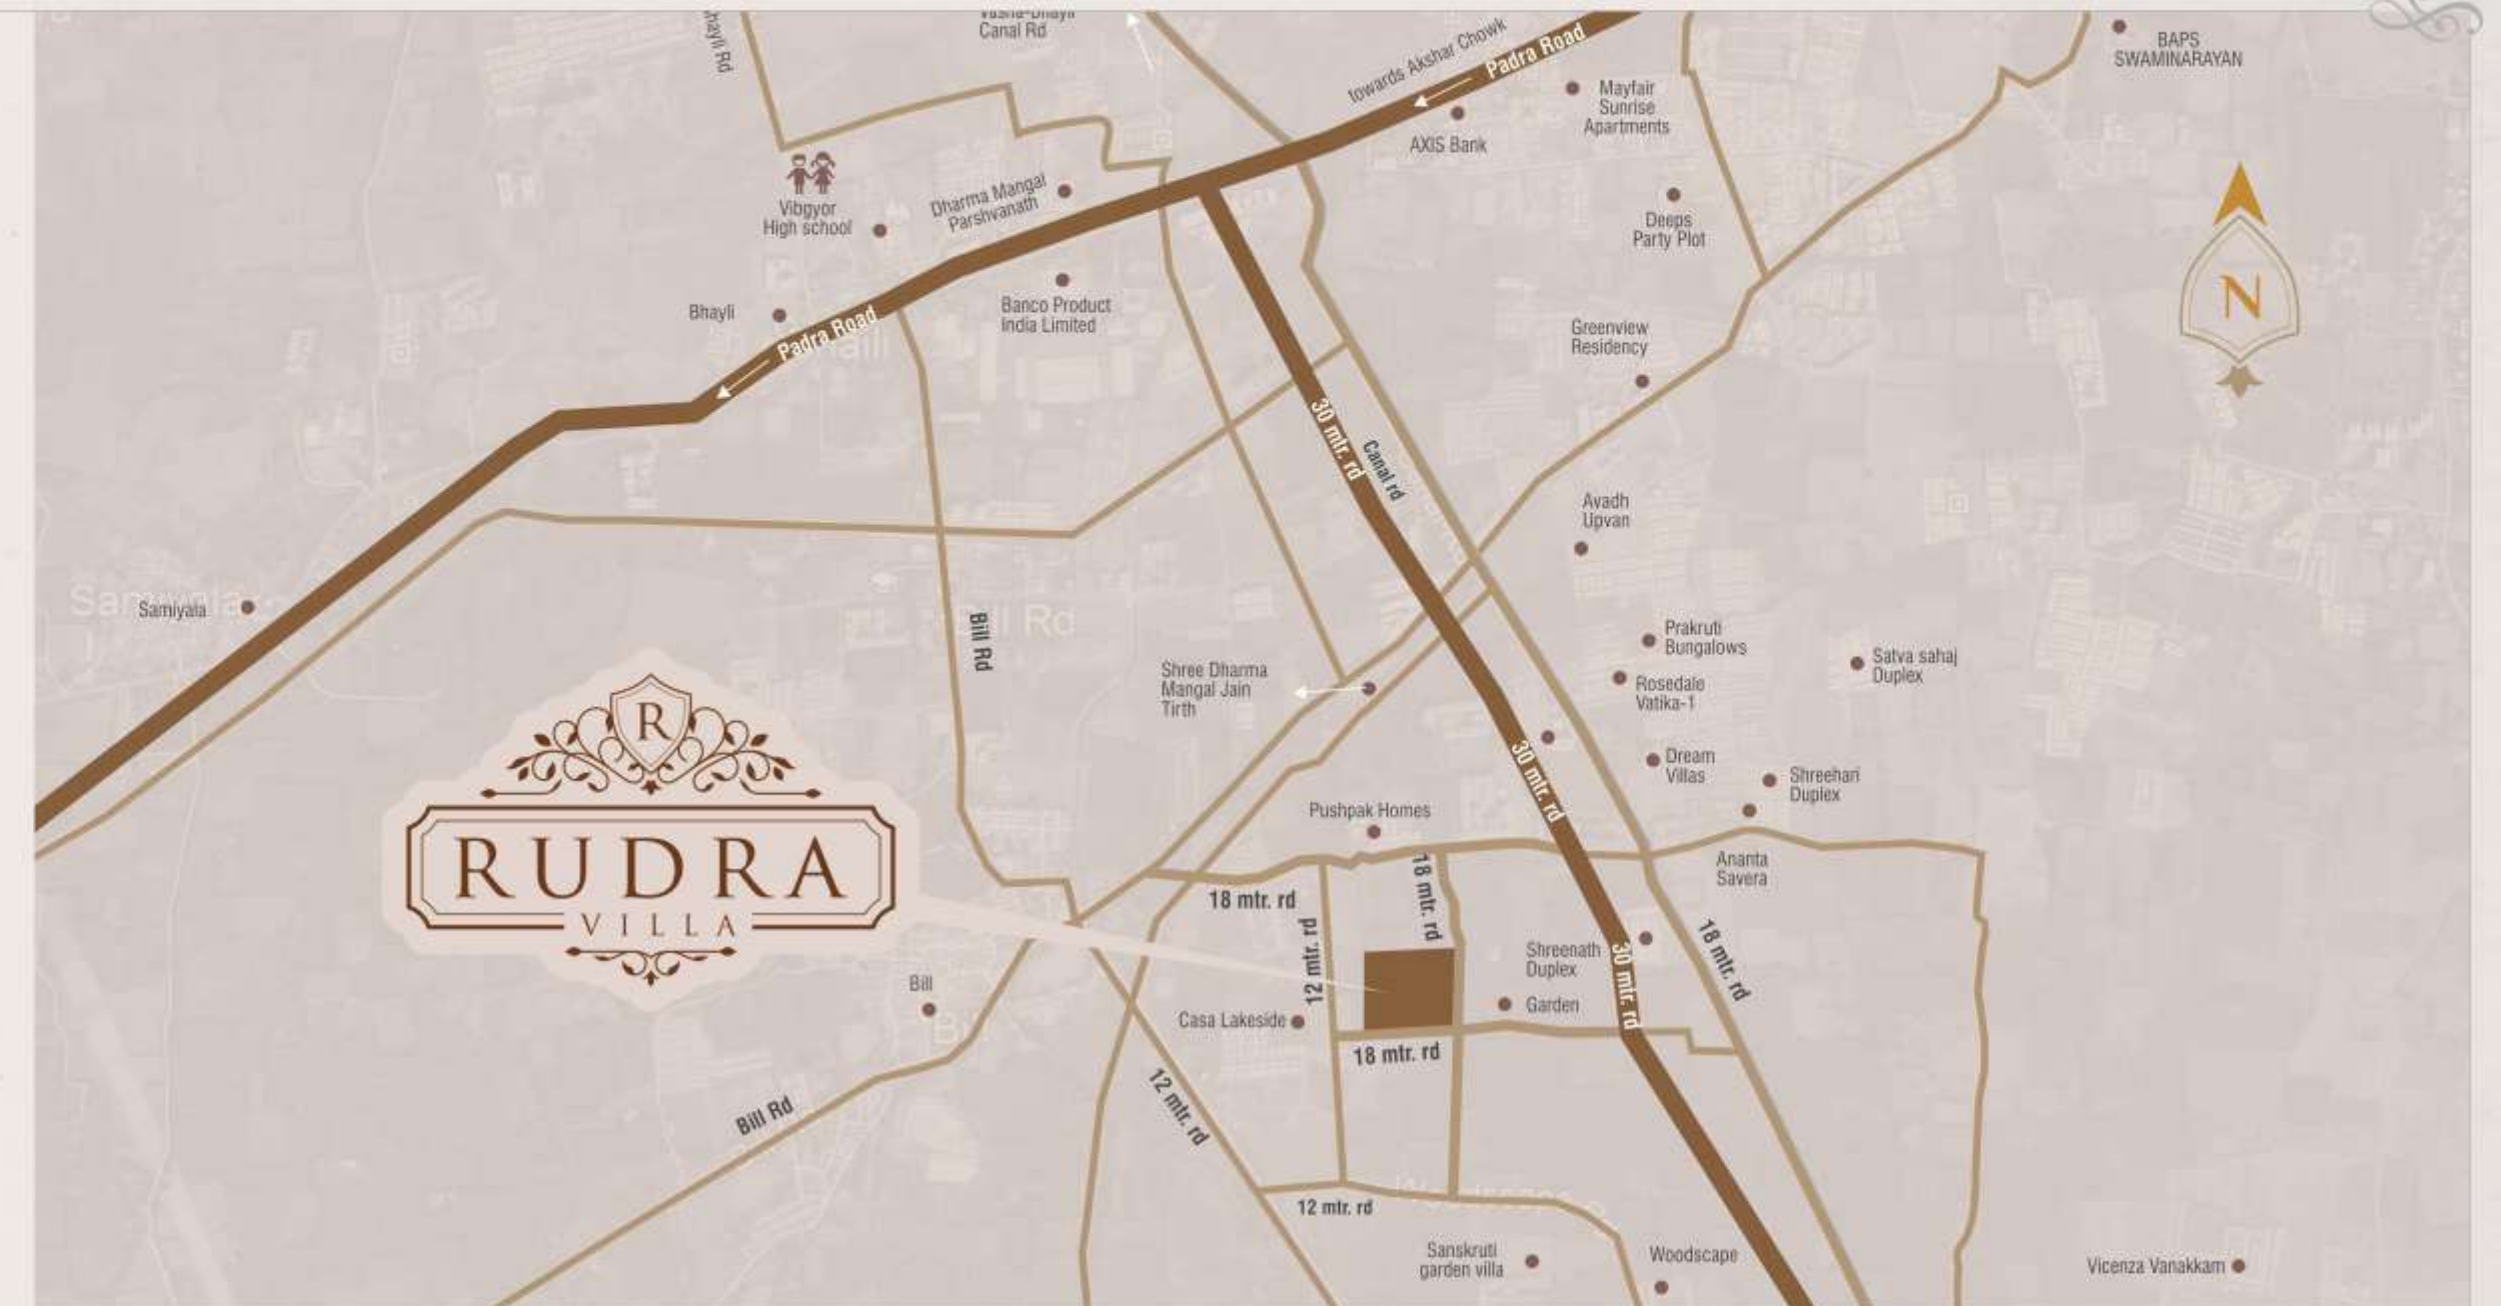 hayli Rd
Vasna-Bhayli
Canal Rd
towards Akshar Chowk
Padra Road
BAPS
SWAMINARAYAN
Mayfair
Sunrise
Apartments
AXIS Bank
Vibgyor
High school
Dharma Mangal
Parshvanath
Deeps
Party Plot
N
Bhayli
Padra Road
Banco Product
India Limited
Greenview
Residency
30 mtr. rd
Canal rd
Avadh
Upvan
Samiyala
Samiyala
Bill Rd
Bill Rd
Shree Dharma
Mangal Jain
Tirth
Prakruti
Bungalows
Satva sahaj
Duplex
Rosedale
Vatika-1
R
RUDRA
VILLA
30 mtr. rd
Dream
Villas
Shreehari
Duplex
Pushpak Homes
Ananta
Savera
18 mtr. rd
18 mtr. rd
12 mtr. rd
Shreenath
Duplex
30 mtr. rd
18 mtr. rd
Bill
Bill
Casa Lakeside
Garden
18 mtr. rd
Bill Rd
12 mtr. rd
12 mtr. rd
Sanskruti
garden villa
Woodscape
Vicenza Vanakkam